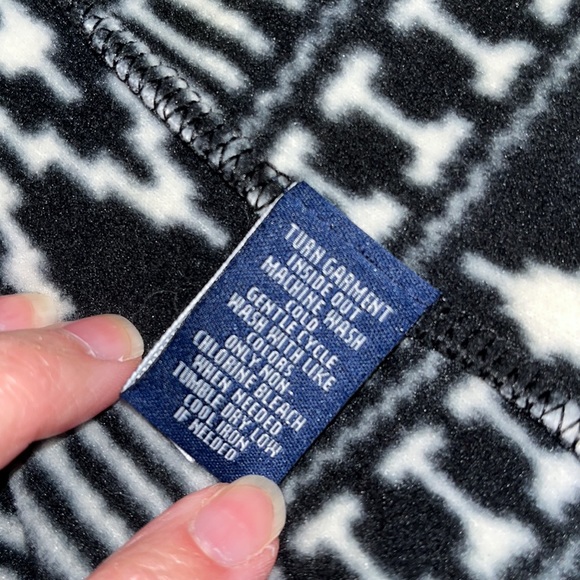 TURN GARMENT
INSIDE OUT
MACHINE WASH
COLD
GENTLE CYCLE
WASH WITH LIKE
COLORS
ONLY NON-
CHLORINE BLEACH
WHEN NEEDED
TUMBLE DRY LOW
COOL IRON
IF NEEDED